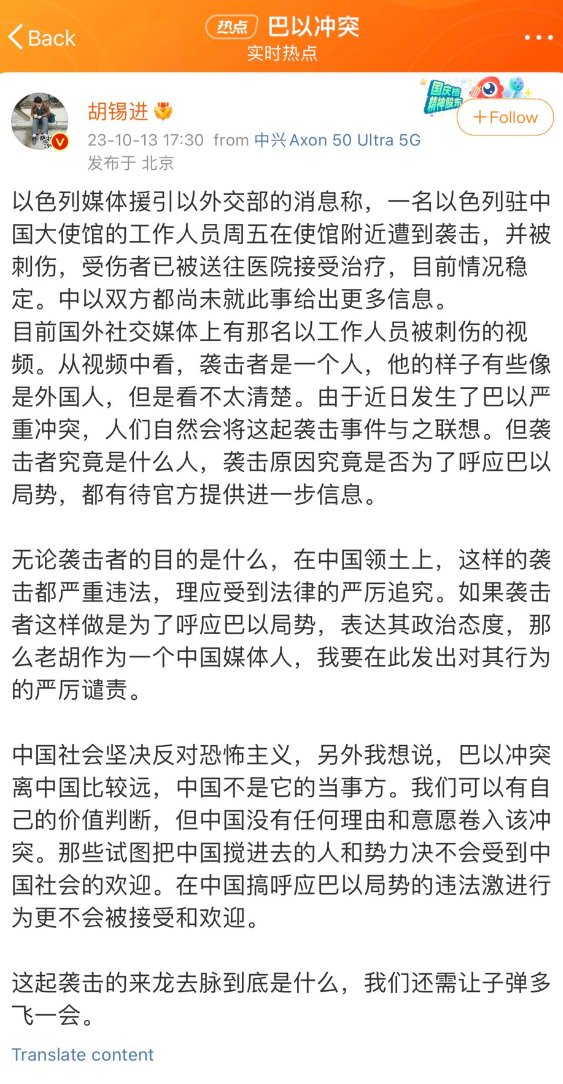 Back
热点 巴以冲突
实时热点
国庆档
精神股东
胡锡进
23-10-13 17:30 from 中兴Axon 50 Ultra 5G
发布于 北京
+Follow
以色列媒体援引以外交部的消息称，一名以色列驻中
国大使馆的工作人员周五在使馆附近遭到袭击，并被
刺伤，受伤者已被送往医院接受治疗，目前情况稳
定。中以双方都尚未就此事给出更多信息。
目前国外社交媒体上有那名以工作人员被刺伤的视
频。从视频中看，袭击者是一个人，他的样子有些像
是外国人，但是看不太清楚。由于近日发生了巴以严
重冲突，人们自然会将这起袭击事件与之联想。但袭
击者究竟是什么人，袭击原因究竟是否为了呼应巴以
局势，都有待官方提供进一步信息。
无论袭击者的目的是什么，在中国领土上，这样的袭
击都严重违法，理应受到法律的严厉追究。如果袭击
者这样做是为了呼应巴以局势，表达其政治态度，那
么老胡作为一个中国媒体人，我要在此发出对其行为
的严厉谴责。
中国社会坚决反对恐怖主义，另外我想说，巴以冲突
离中国比较远，中国不是它的当事方。我们可以有自
己的价值判断，但中国没有任何理由和意愿卷入该冲
突。那些试图把中国搅进去的人和势力决不会受到中
国社会的欢迎。在中国搞呼应巴以局势的违法激进行
为更不会被接受和欢迎。
这起袭击的来龙去脉到底是什么，我们还需让子弹多
飞一会。
Translate content